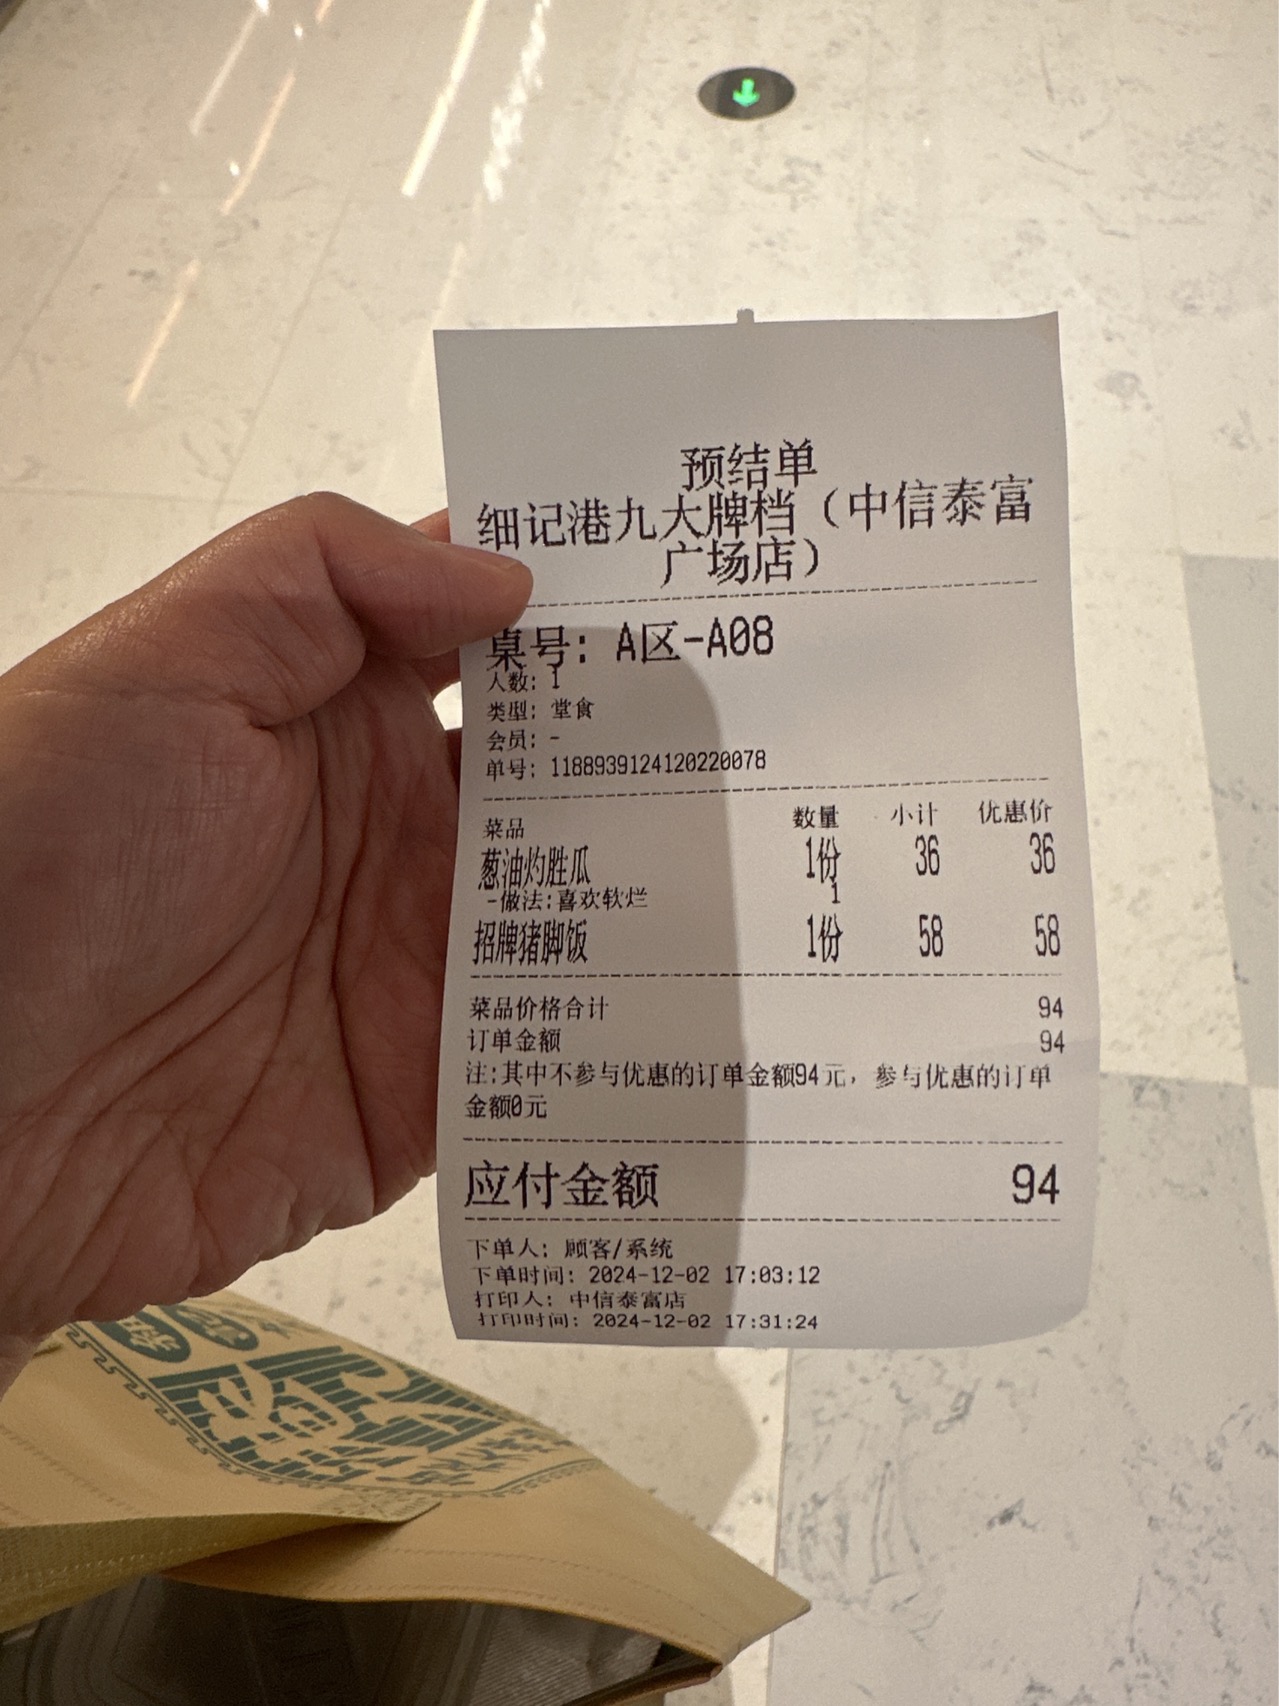 预结单
细记港九大牌档（中信泰富
广场店）
桌号: A区-A08
人数: 1
类型: 堂食
会员: -
单号: 1188939124120220078
菜品 数量 小计 优惠价
葱油灼胜瓜 1份 36 36
-做法:喜欢软烂 1
招牌猪脚饭 1份 58 58
菜品价格合计 94
订单金额 94
注:其中不参与优惠的订单金额94元，参与优惠的订单
金额0元
应付金额 94
下单人: 顾客/系统
下单时间: 2024-12-02 17:03:12
打印人: 中信泰富店
打印时间: 2024-12-02 17:31:24